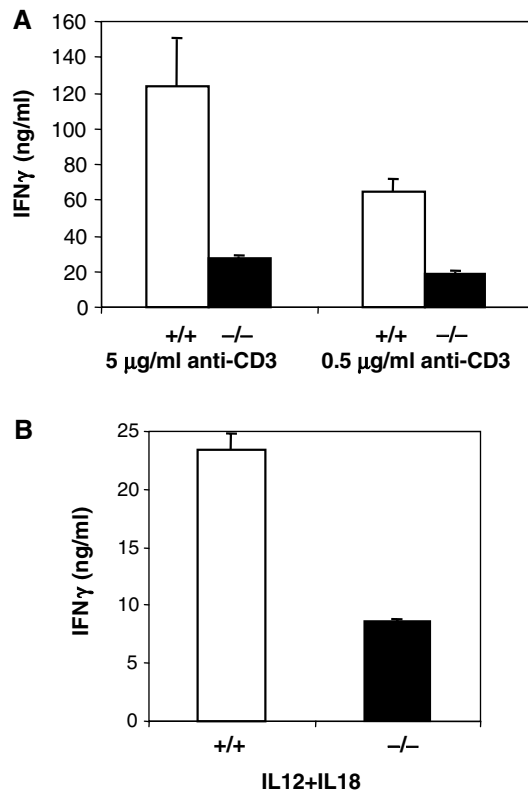 A
IFNγ (ng/ml)
160
140
120
100
80
60
40
20
0
+/+ –/– +/+ –/–
5 μg/ml anti-CD3 0.5 μg/ml anti-CD3
B
IFNγ (ng/ml)
25
20
15
10
5
0
+/+ –/–
IL12+IL18